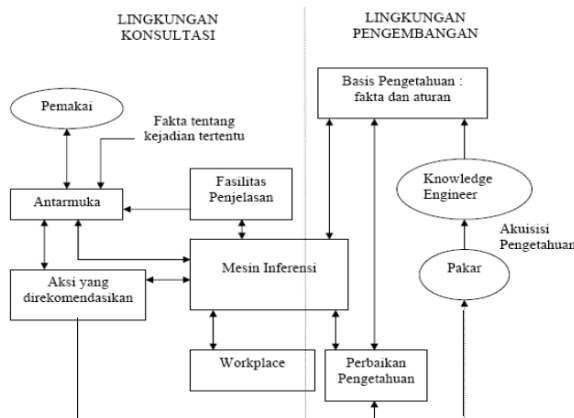 LINGKUNGAN
KONSULTASI
LINGKUNGAN
PENGEMBANGAN
Pemakai
Fakta tentang
kejadian tertentu
Basis Pengetahuan :
fakta dan aturan
Antarmuka
Fasilitas
Penjelasan
Knowledge
Engineer
Akuisisi
Pengetahuan
Aksi yang
direkomendasikan
Mesin Inferensi
Pakar
Workplace
Perbaikan
Pengetahuan